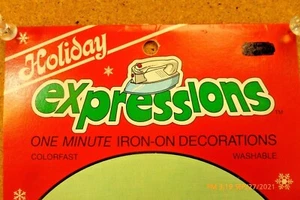 Holiday
expressions
ONE MINUTE IRON-ON DECORATIONS
COLORFAST WASHABLE